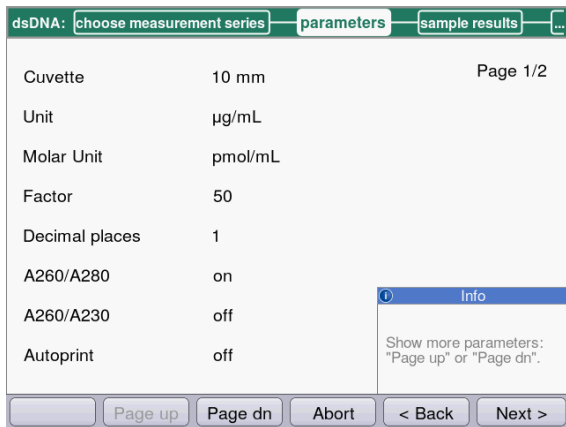 dsDNA: choose measurement series parameters sample results ...
Cuvette 10 mm Page 1/2
Unit µg/mL
Molar Unit pmol/mL
Factor 50
Decimal places 1
A260/A280 on
Info
A260/A230 off
Show more parameters:
"Page up" or "Page dn".
Autoprint off
Page up Page dn Abort < Back Next >